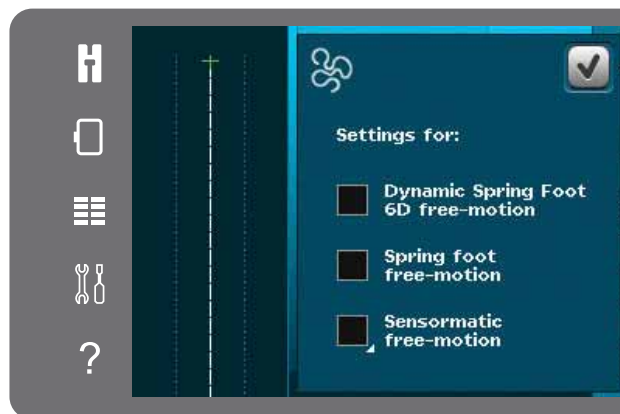 Settings for:
Dynamic Spring Foot
6D free-motion
Spring foot
free-motion
Sensormatic
free-motion
?